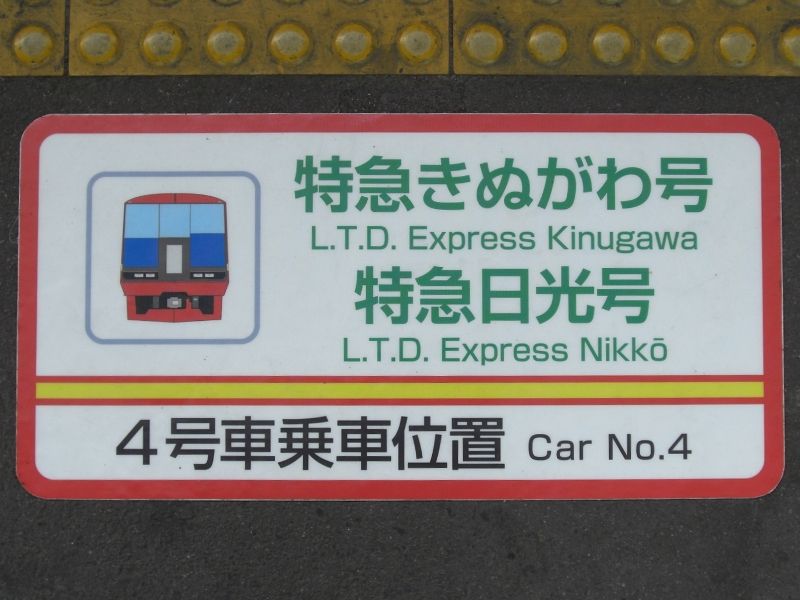 特急きぬがわ号
L.T.D. Express Kinugawa
特急日光号
L.T.D. Express Nikkō
4号車乗車位置 Car No.4